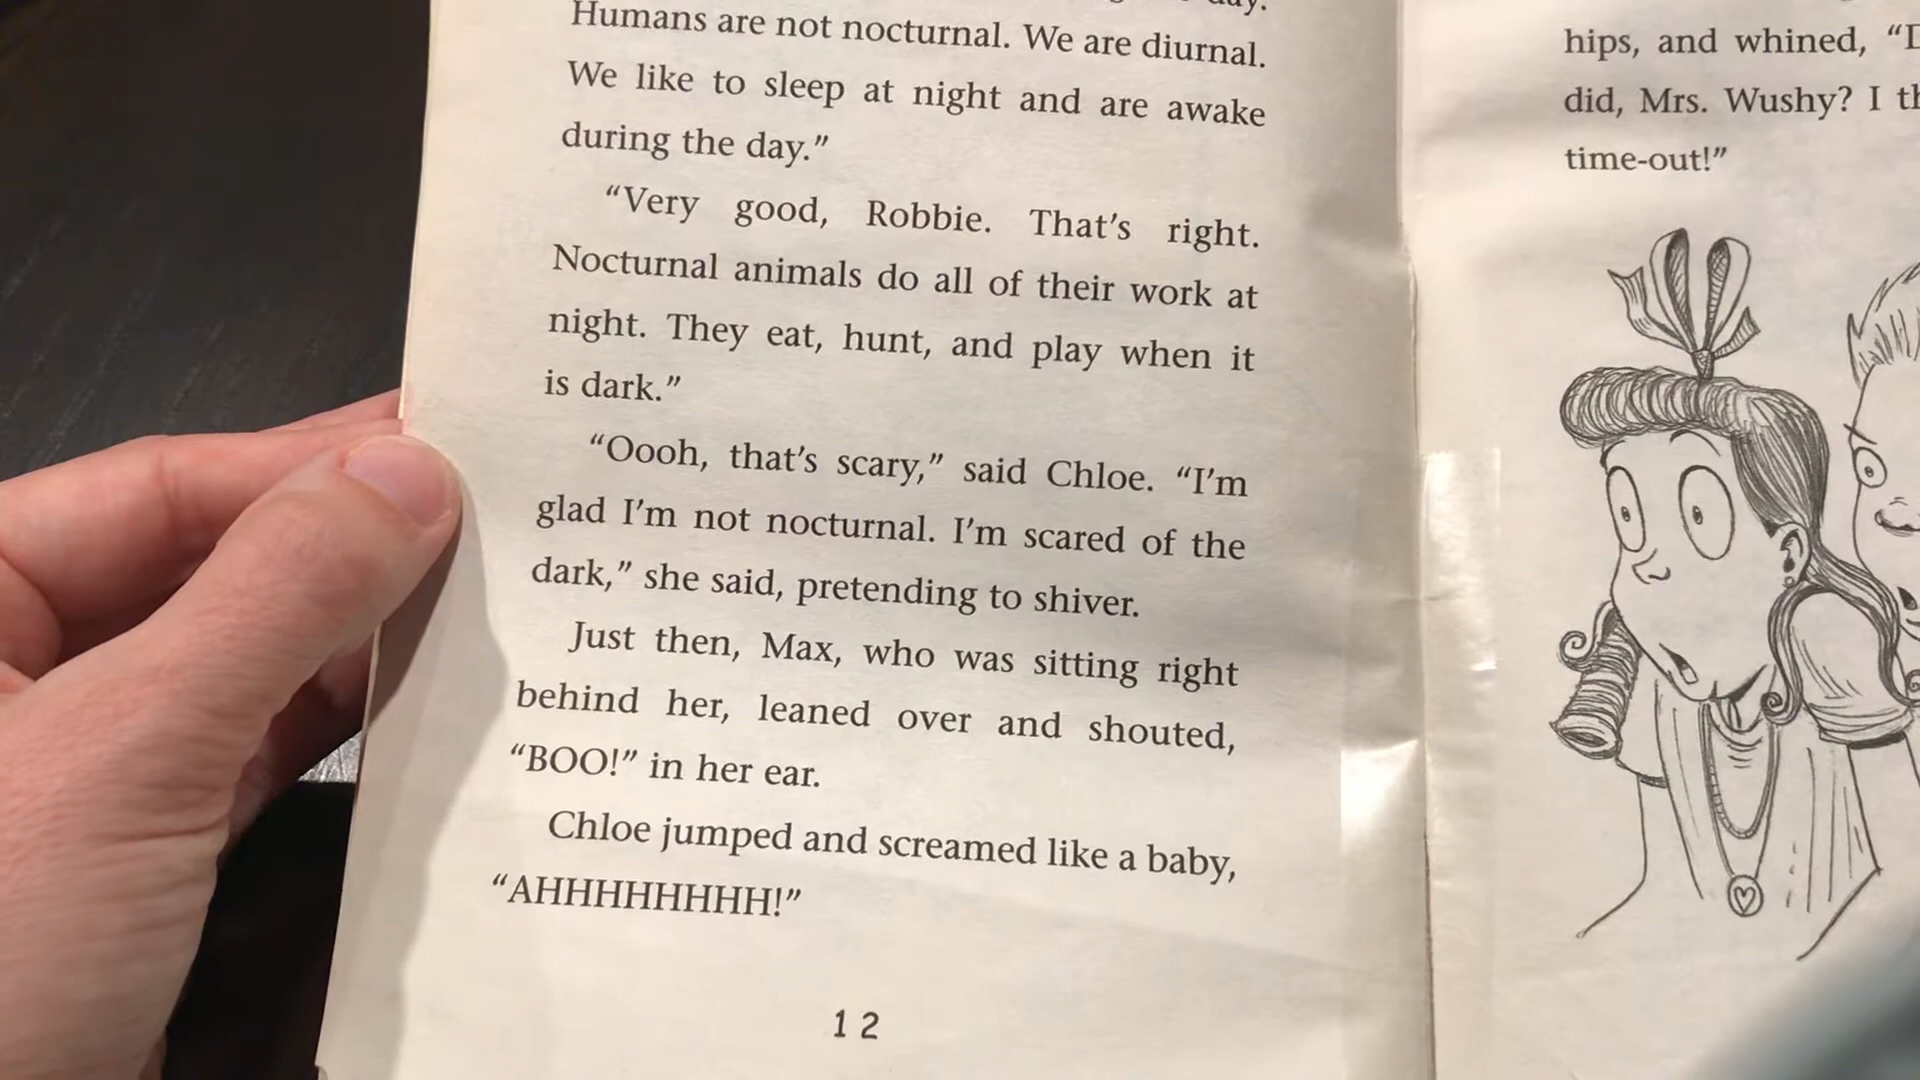 day.
Humans are not nocturnal. We are diurnal.
We like to sleep at night and are awake
during the day.”
“Very good, Robbie. That’s right.
Nocturnal animals do all of their work at
night. They eat, hunt, and play when it
is dark.”
“Oooh, that’s scary,” said Chloe. “I’m
glad I’m not nocturnal. I’m scared of the
dark,” she said, pretending to shiver.
Just then, Max, who was sitting right
behind her, leaned over and shouted,
“BOO!” in her ear.
Chloe jumped and screamed like a baby,
“AHHHHHHHH!”
12
hips, and whined, “
did, Mrs. Wushy? I
time-out!”